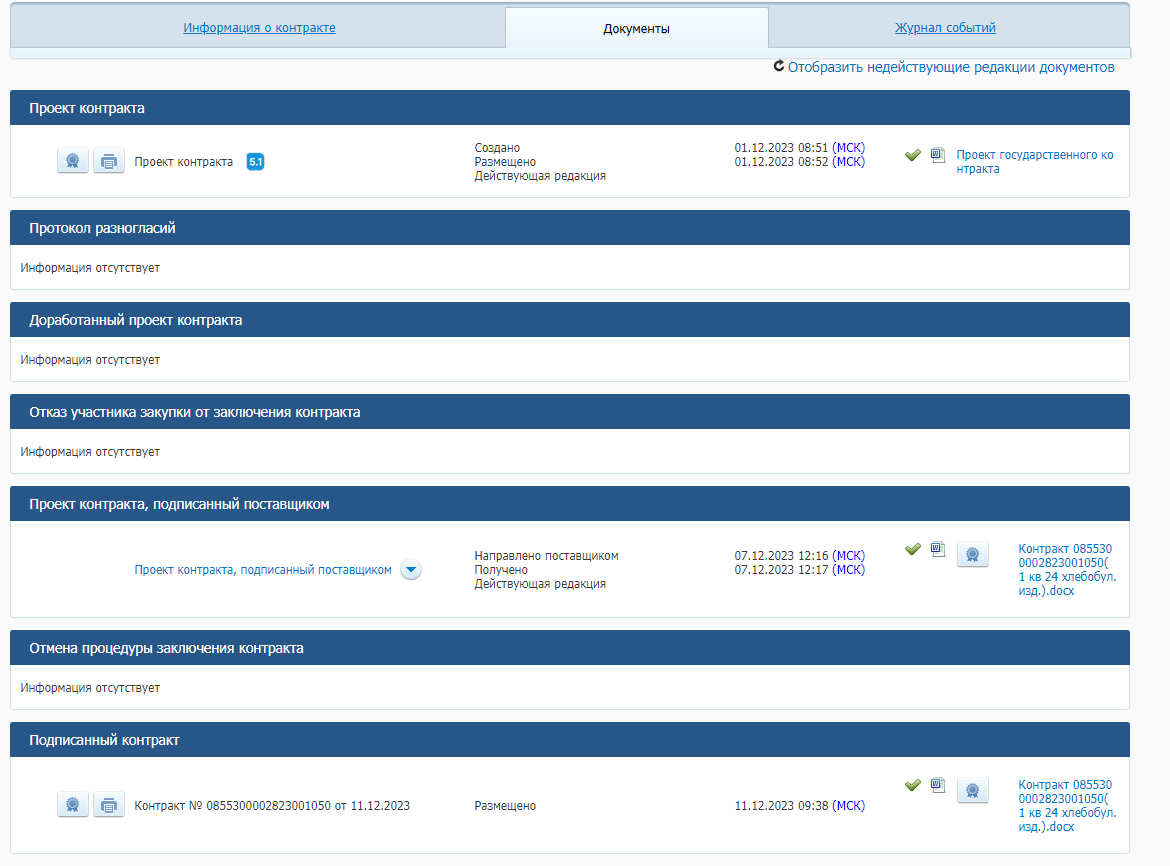 Информация о контракте
Документы
Журнал событий
Отобразить недействующие редакции документов
Проект контракта
Проект контракта 5.1
Создано 01.12.2023 08:51 (МСК)
Размещено 01.12.2023 08:52 (МСК)
Действующая редакция
Проект государственного ко
нтракта
Протокол разногласий
Информация отсутствует
Доработанный проект контракта
Информация отсутствует
Отказ участника закупки от заключения контракта
Информация отсутствует
Проект контракта, подписанный поставщиком
Проект контракта, подписанный поставщиком
Направлено поставщиком 07.12.2023 12:16 (МСК)
Получено 07.12.2023 12:17 (МСК)
Действующая редакция
Контракт 085530
0002823001050(
1 кв 24 хлебобул.
изд.).docx
Отмена процедуры заключения контракта
Информация отсутствует
Подписанный контракт
Контракт № 0855300002823001050 от 11.12.2023
Размещено 11.12.2023 09:38 (МСК)
Контракт 085530
0002823001050(
1 кв 24 хлебобул.
изд.).docx